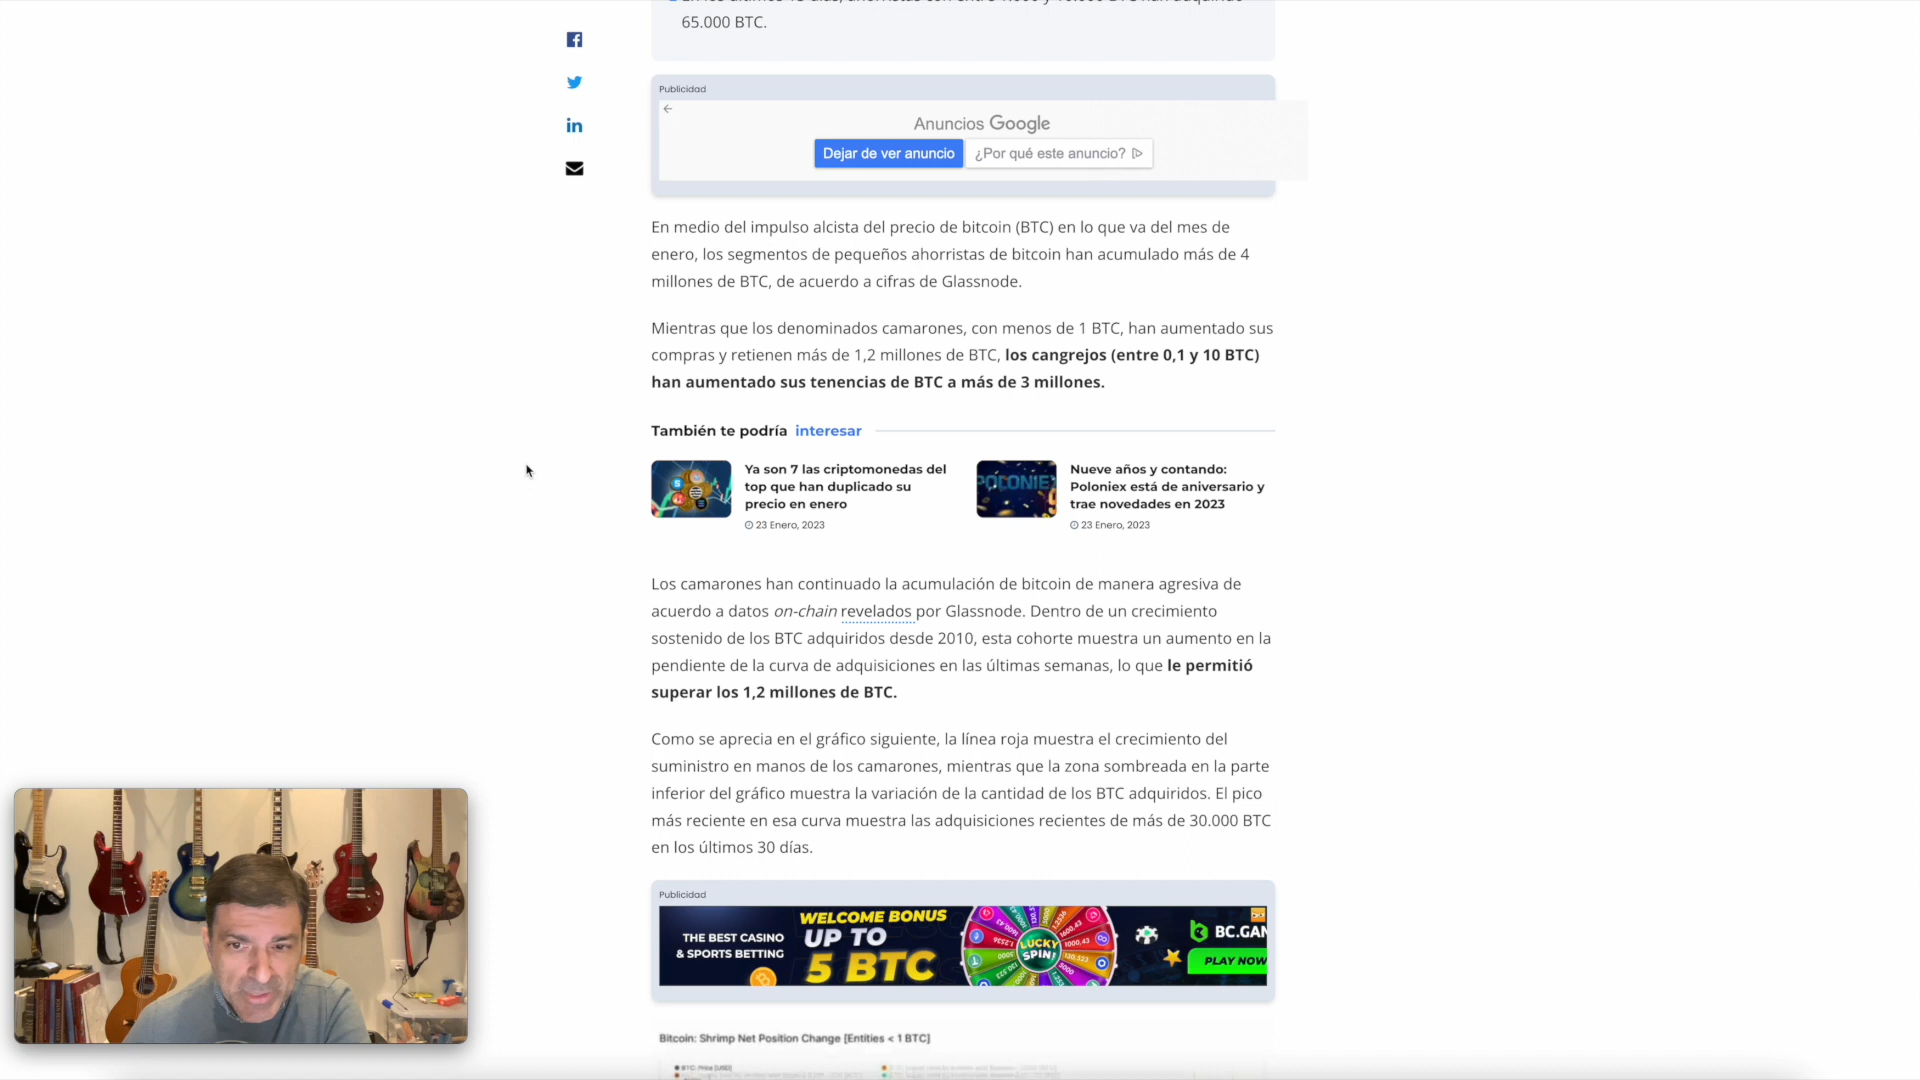 65.000 BTC.
Publicidad
Anuncios Google
Dejar de ver anuncio
¿Por qué este anuncio?
En medio del impulso alcista del precio de bitcoin (BTC) en lo que va del mes de
enero, los segmentos de pequeños ahorristas de bitcoin han acumulado más de 4
millones de BTC, de acuerdo a cifras de Glassnode.
Mientras que los denominados camarones, con menos de 1 BTC, han aumentado sus
compras y retienen más de 1,2 millones de BTC, los cangrejos (entre 0,1 y 10 BTC)
han aumentado sus tenencias de BTC a más de 3 millones.
También te podría interesar
Ya son 7 las criptomonedas del
top que han duplicado su
precio en enero
23 Enero, 2023
POLONIEX
Nueve años y contando:
Poloniex está de aniversario y
trae novedades en 2023
23 Enero, 2023
Los camarones han continuado la acumulación de bitcoin de manera agresiva de
acuerdo a datos on-chain revelados por Glassnode. Dentro de un crecimiento
sostenido de los BTC adquiridos desde 2010, esta cohorte muestra un aumento en la
pendiente de la curva de adquisiciones en las últimas semanas, lo que le permitió
superar los 1,2 millones de BTC.
Como se aprecia en el gráfico siguiente, la línea roja muestra el crecimiento del
suministro en manos de los camarones, mientras que la zona sombreada en la parte
inferior del gráfico muestra la variación de la cantidad de los BTC adquiridos. El pico
más reciente en esa curva muestra las adquisiciones recientes de más de 30.000 BTC
en los últimos 30 días.
Publicidad
THE BEST CASINO
& SPORTS BETTING
WELCOME BONUS
UP TO
5 BTC
LUCKY
SPIN!
BC.GAN
PLAY NOW
Bitcoin: Shrimp Net Position Change [Entities < 1 BTC]
BTC: Price [USD]